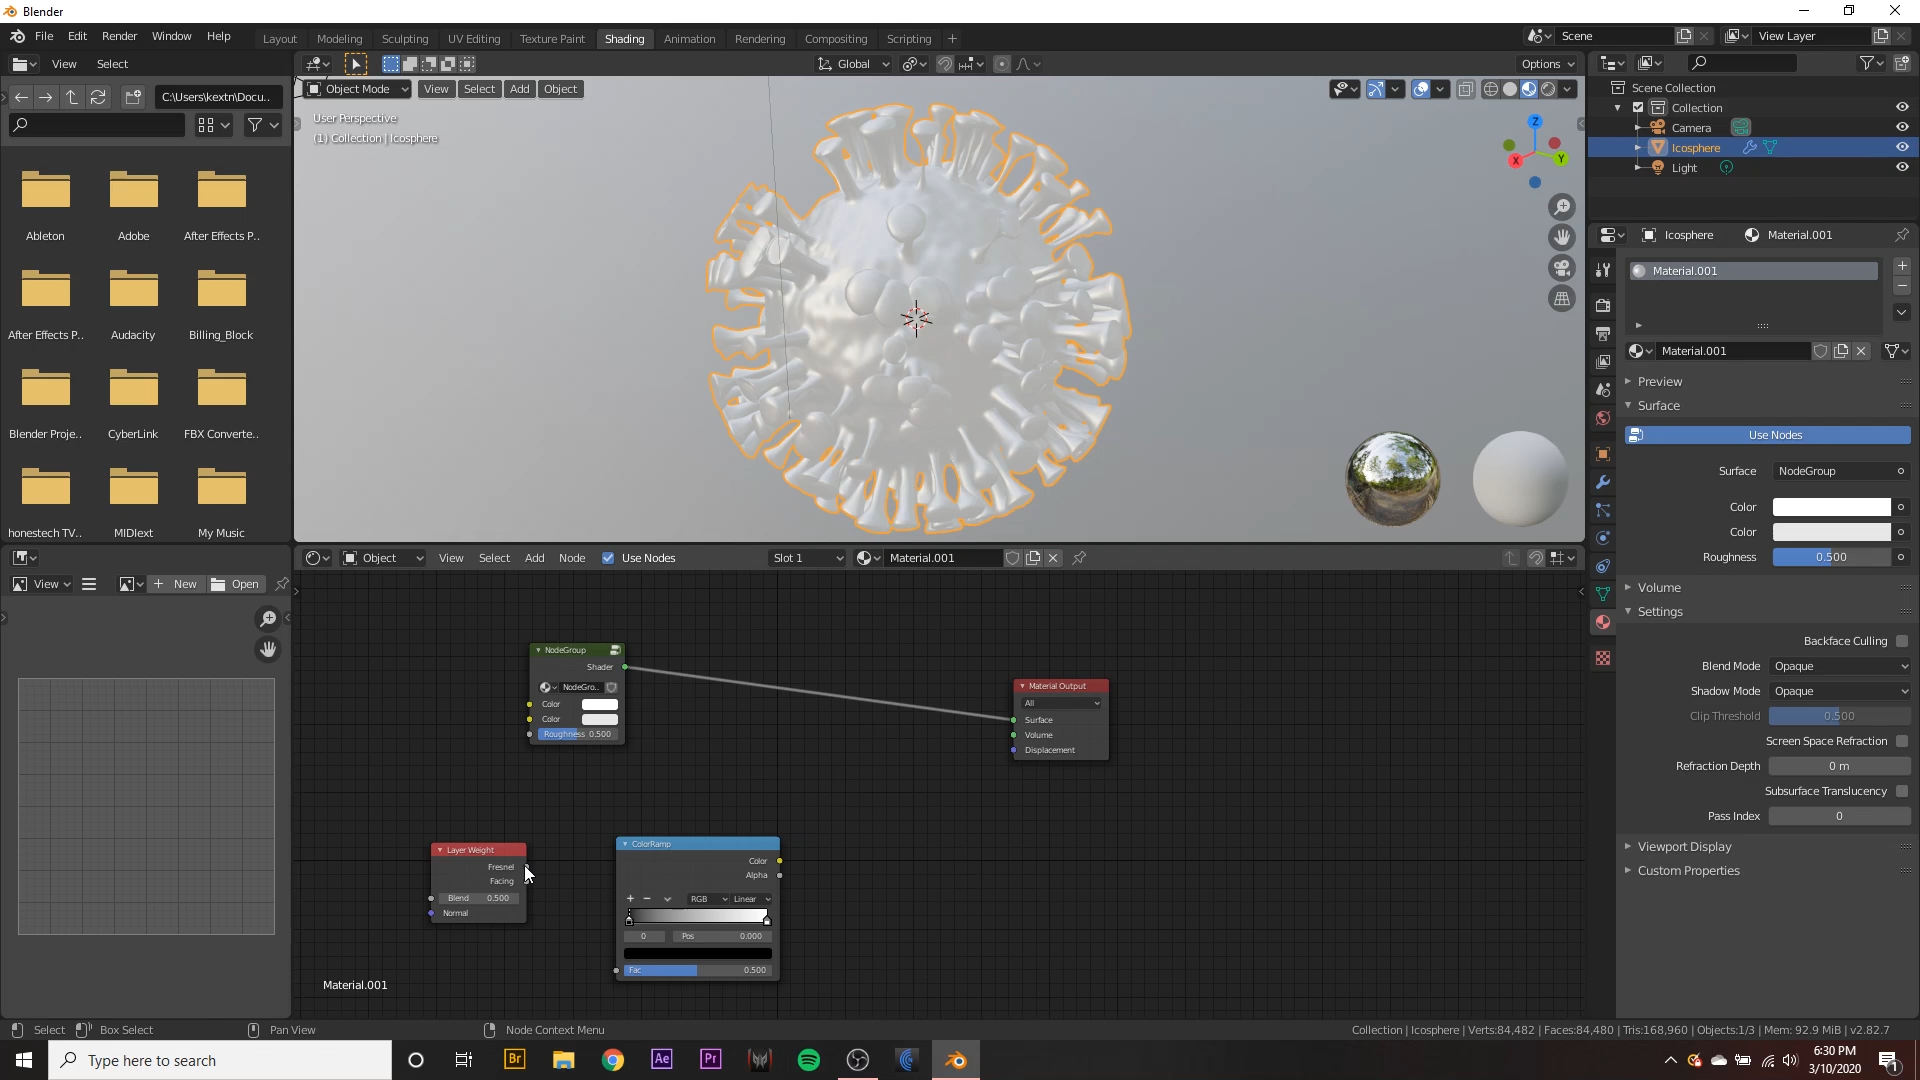 Blender
File Edit Render Window Help
Layout Modeling Sculpting UV Editing Texture Paint Shading Animation Rendering Compositing Scripting +
Scene
View Layer
View Select
Global
Options
C:\Users\kextn\Docu..
Object Mode View Select Add Object
User Perspective
(1) Collection | Icosphere
Z
X
Y
Scene Collection
Collection
Camera
Icosphere
Light
Ableton
Adobe
After Effects P..
After Effects P..
Audacity
Billing_Block
Blender Proje..
CyberLink
FBX Converte..
honestech TV..
MIDIext
My Music
Icosphere
Material.001
Material.001
Material.001
Preview
Surface
Use Nodes
Surface NodeGroup
Color
Color
Roughness 0.500
Volume
Settings
Backface Culling
Blend Mode Opaque
Shadow Mode Opaque
Clip Threshold 0.500
Screen Space Refraction
Refraction Depth 0 m
Subsurface Translucency
Pass Index 0
Viewport Display
Custom Properties
View
New
Open
Object View Select Add Node Use Nodes
Slot 1
Material.001
NodeGroup
Shader
NodeGro..
Color
Color
Roughness 0.500
Material Output
All
Surface
Volume
Displacement
Layer Weight
Fresnel
Facing
Blend 0.500
Normal
ColorRamp
Color
Alpha
RGB Linear
0 Pos 0.000
Fac 0.500
Material.001
Select
Box Select
Pan View
Node Context Menu
Collection | Icosphere | Verts:84,482 | Faces:84,480 | Tris:168,960 | Objects:1/3 | Mem: 92.9 MiB | v2.82.7
Type here to search
Br
Ae
Pr
6:30 PM
3/10/2020
1